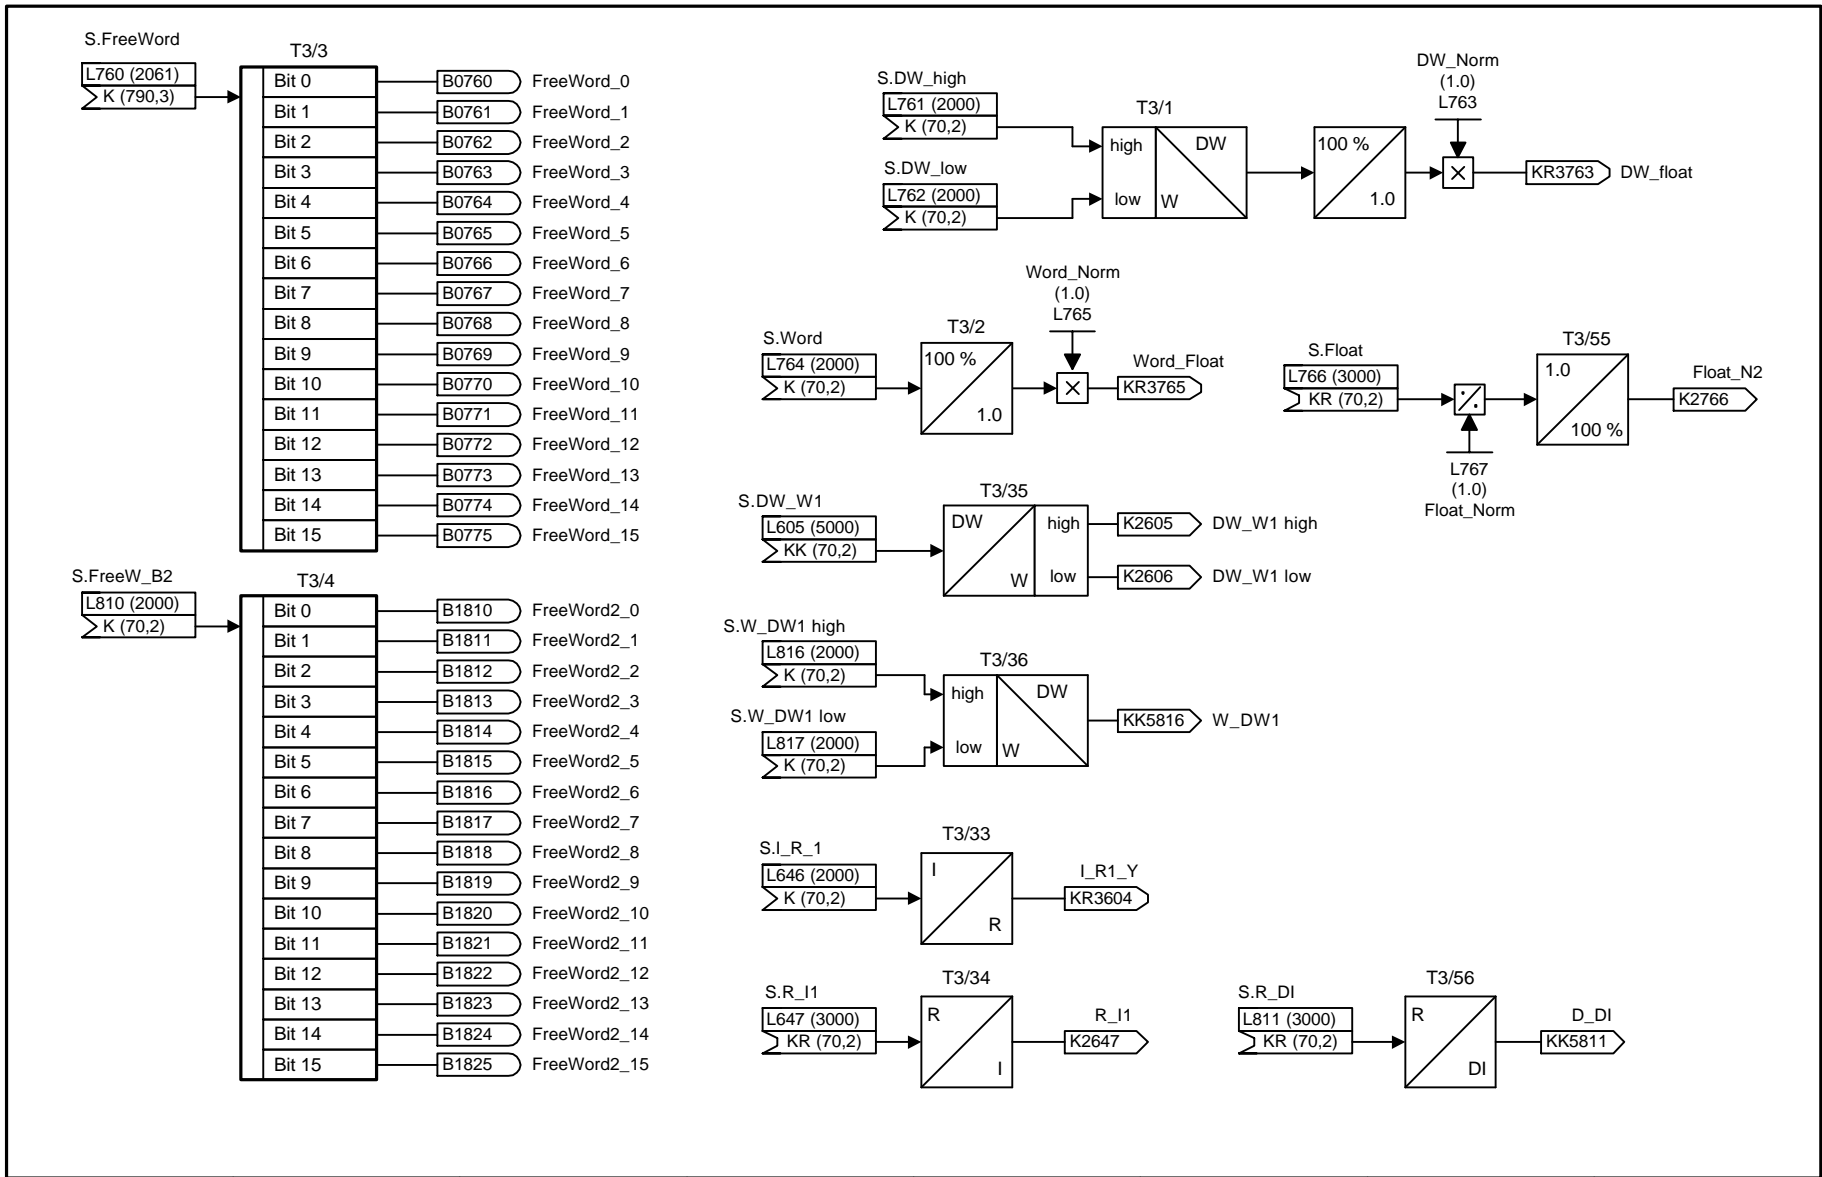 S.FreeWord
L760 (2061)
K (790,3)
T3/3
Bit 0 B0760 FreeWord_0
Bit 1 B0761 FreeWord_1
Bit 2 B0762 FreeWord_2
Bit 3 B0763 FreeWord_3
Bit 4 B0764 FreeWord_4
Bit 5 B0765 FreeWord_5
Bit 6 B0766 FreeWord_6
Bit 7 B0767 FreeWord_7
Bit 8 B0768 FreeWord_8
Bit 9 B0769 FreeWord_9
Bit 10 B0770 FreeWord_10
Bit 11 B0771 FreeWord_11
Bit 12 B0772 FreeWord_12
Bit 13 B0773 FreeWord_13
Bit 14 B0774 FreeWord_14
Bit 15 B0775 FreeWord_15
S.FreeW_B2
L810 (2000)
K (70,2)
T3/4
Bit 0 B1810 FreeWord2_0
Bit 1 B1811 FreeWord2_1
Bit 2 B1812 FreeWord2_2
Bit 3 B1813 FreeWord2_3
Bit 4 B1814 FreeWord2_4
Bit 5 B1815 FreeWord2_5
Bit 6 B1816 FreeWord2_6
Bit 7 B1817 FreeWord2_7
Bit 8 B1818 FreeWord2_8
Bit 9 B1819 FreeWord2_9
Bit 10 B1820 FreeWord2_10
Bit 11 B1821 FreeWord2_11
Bit 12 B1822 FreeWord2_12
Bit 13 B1823 FreeWord2_13
Bit 14 B1824 FreeWord2_14
Bit 15 B1825 FreeWord2_15
S.DW_high
L761 (2000)
K (70,2)
S.DW_low
L762 (2000)
K (70,2)
T3/1
high DW
low W
100 %
1.0
DW_Norm
(1.0)
L763
KR3763 DW_float
S.Word
L764 (2000)
K (70,2)
T3/2
100 %
1.0
Word_Norm
(1.0)
L765
Word_Float
KR3765
S.Float
L766 (3000)
KR (70,2)
L767
(1.0)
Float_Norm
T3/55
1.0
100 %
Float_N2
K2766
S.DW_W1
L605 (5000)
KK (70,2)
T3/35
DW high
W low
K2605 DW_W1 high
K2606 DW_W1 low
S.W_DW1 high
L816 (2000)
K (70,2)
S.W_DW1 low
L817 (2000)
K (70,2)
T3/36
high DW
low W
KK5816 W_DW1
S.I_R_1
L646 (2000)
K (70,2)
T3/33
I
R
I_R1_Y
KR3604
S.R_I1
L647 (3000)
KR (70,2)
T3/34
R
I
R_I1
K2647
S.R_DI
L811 (3000)
KR (70,2)
T3/56
R
DI
D_DI
KK5811